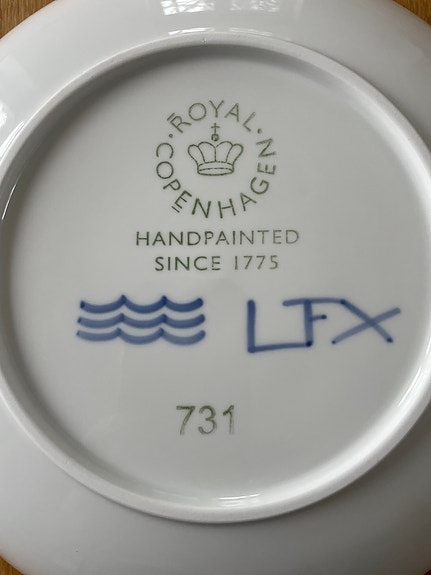 ROYAL COPENHAGEN
HANDPAINTED
SINCE 1775
LFX
731